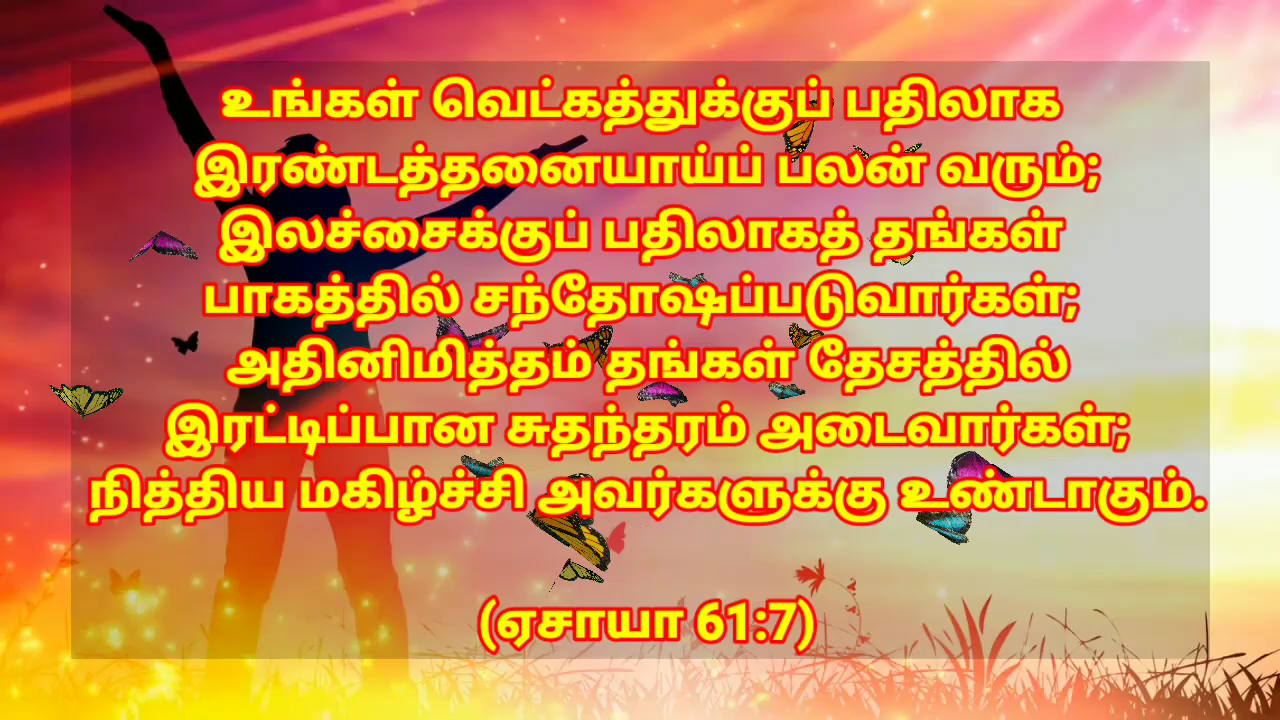 உங்கள் வெட்கத்துக்குப் பதிலாக
இரண்டத்தனையாய்ப் பலன் வரும்;
இலச்சைக்குப் பதிலாகத் தங்கள்
பாகத்தில் சந்தோஷப்படுவார்கள்;
அதினிமித்தம் தங்கள் தேசத்தில்
இரட்டிப்பான சுதந்தரம் அடைவார்கள்;
நித்திய மகிழ்ச்சி அவர்களுக்கு உண்டாகும்.
(ஏசாயா 61:7)